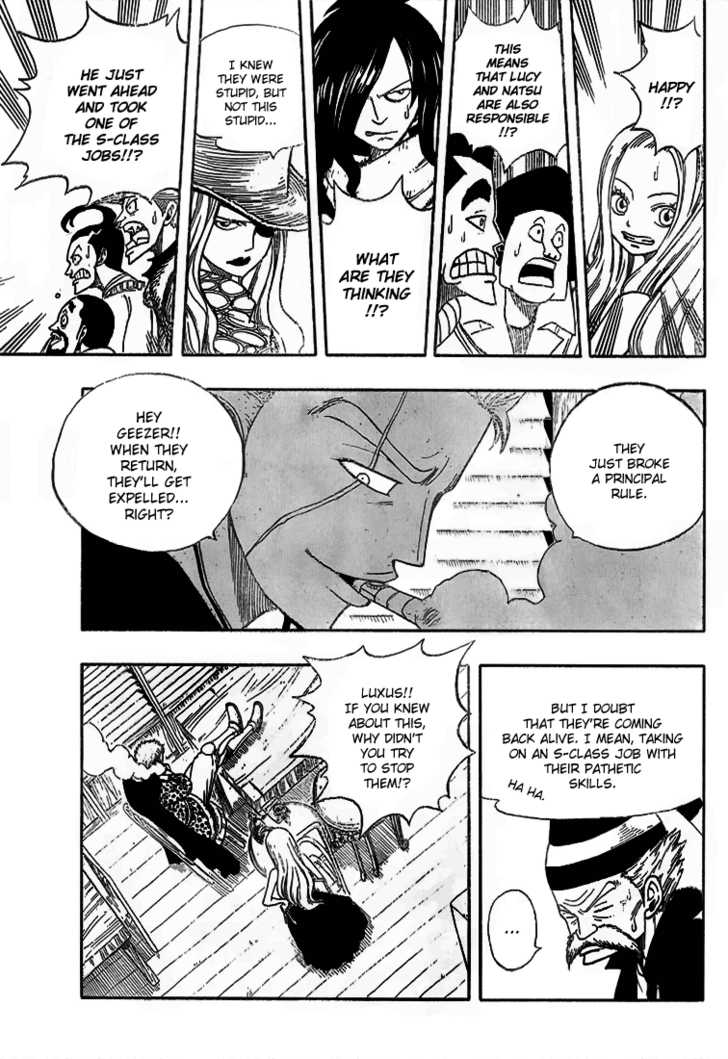 HAPPY
!!?
THIS
MEANS
THAT LUCY
AND NATSU
ARE ALSO
RESPONSIBLE
!!?
WHAT
ARE THEY
THINKING
!!?
I KNEW
THEY WERE
STUPID, BUT
NOT THIS
STUPID...
HE JUST
WENT AHEAD
AND TOOK
ONE OF
THE S-CLASS
JOBS!!?
THEY
JUST BROKE
A PRINCIPAL
RULE.
HEY
GEEZER!!
WHEN THEY
RETURN,
THEY'LL GET
EXPELLED...
RIGHT?
BUT I DOUBT
THAT THEY'RE COMING
BACK ALIVE. I MEAN, TAKING
ON AN S-CLASS JOB WITH
THEIR PATHETIC
SKILLS.
HA HA.
...
LUXUS!!
IF YOU KNEW
ABOUT THIS,
WHY DIDN'T
YOU TRY
TO STOP
THEM!?